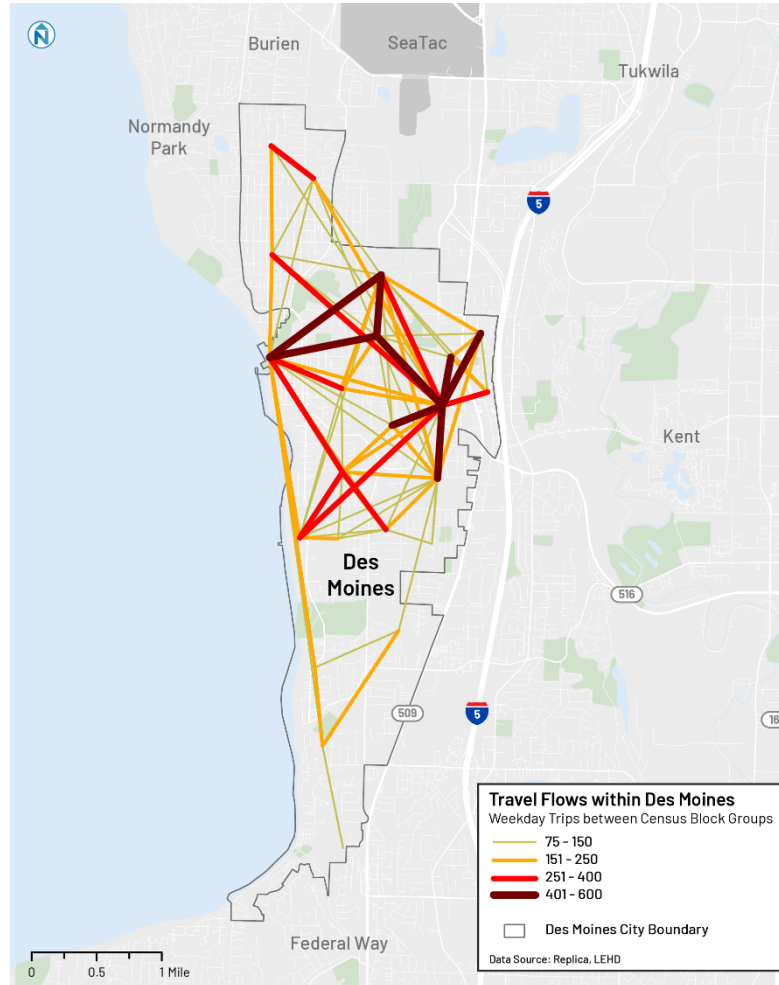 N
Burien
SeaTac
Tukwila
Normandy
Park
5
Kent
Des
Moines
516
509
5
16
Travel Flows within Des Moines
Weekday Trips between Census Block Groups
75 - 150
151 - 250
251 - 400
401 - 600
Des Moines City Boundary
Data Source: Replica, LEHD
Federal Way
0 0.5 1 Mile